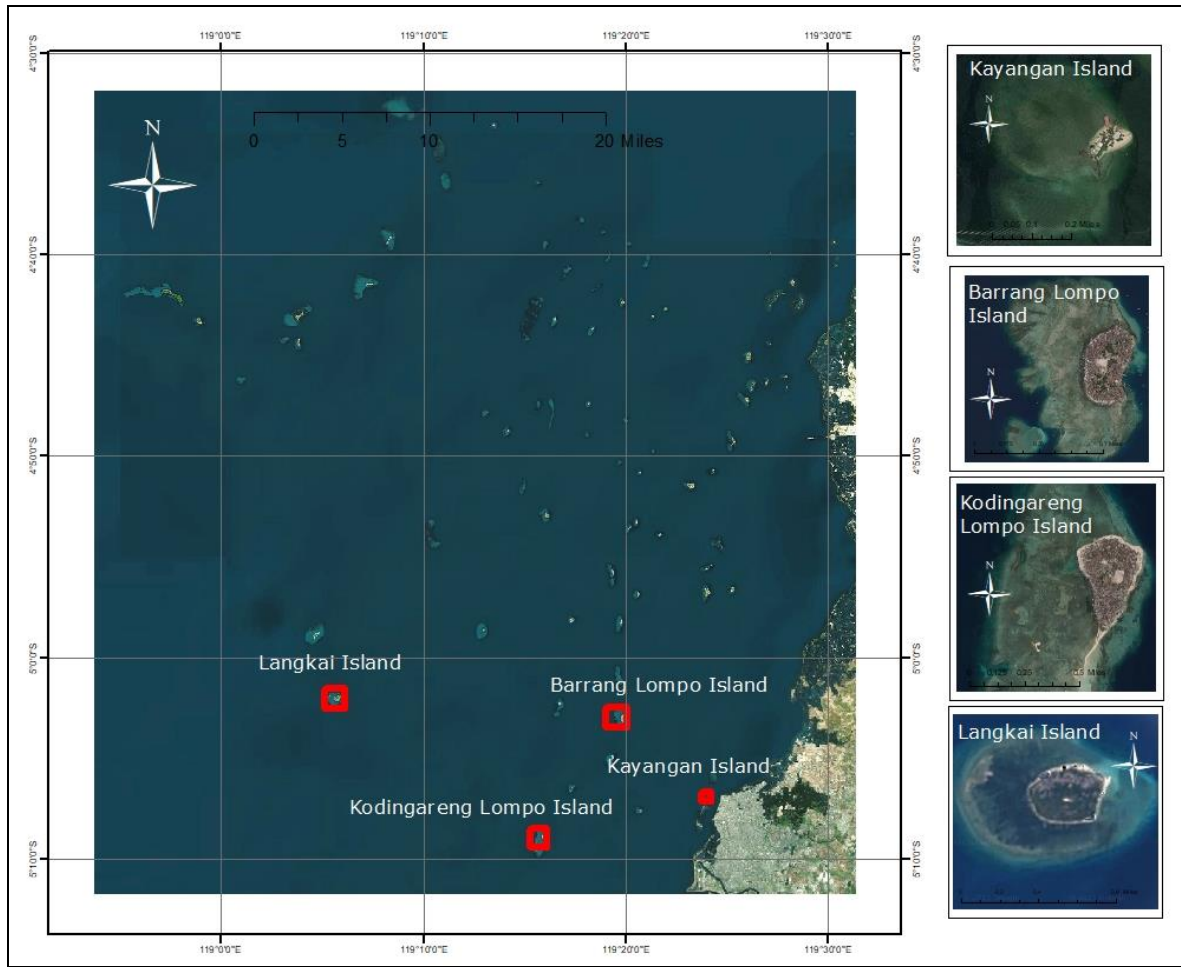 119°0'0"E 119°10'0"E 119°20'0"E 119°30'0"E
4°30'0"S 4°30'0"S
N
0 5 10 20 Miles
4°40'0"S 4°40'0"S
4°50'0"S 4°50'0"S
5°0'0"S 5°0'0"S
Langkai Island
Barrang Lompo Island
Kayangan Island
Kodingareng Lompo Island
5°10'0"S 5°10'0"S
119°0'0"E 119°10'0"E 119°20'0"E 119°30'0"E
Kayangan Island
N
0 0.05 0.1 0.2 Miles
Barrang Lompo
Island
N
Kodingareng
Lompo Island
N
Langkai Island
N